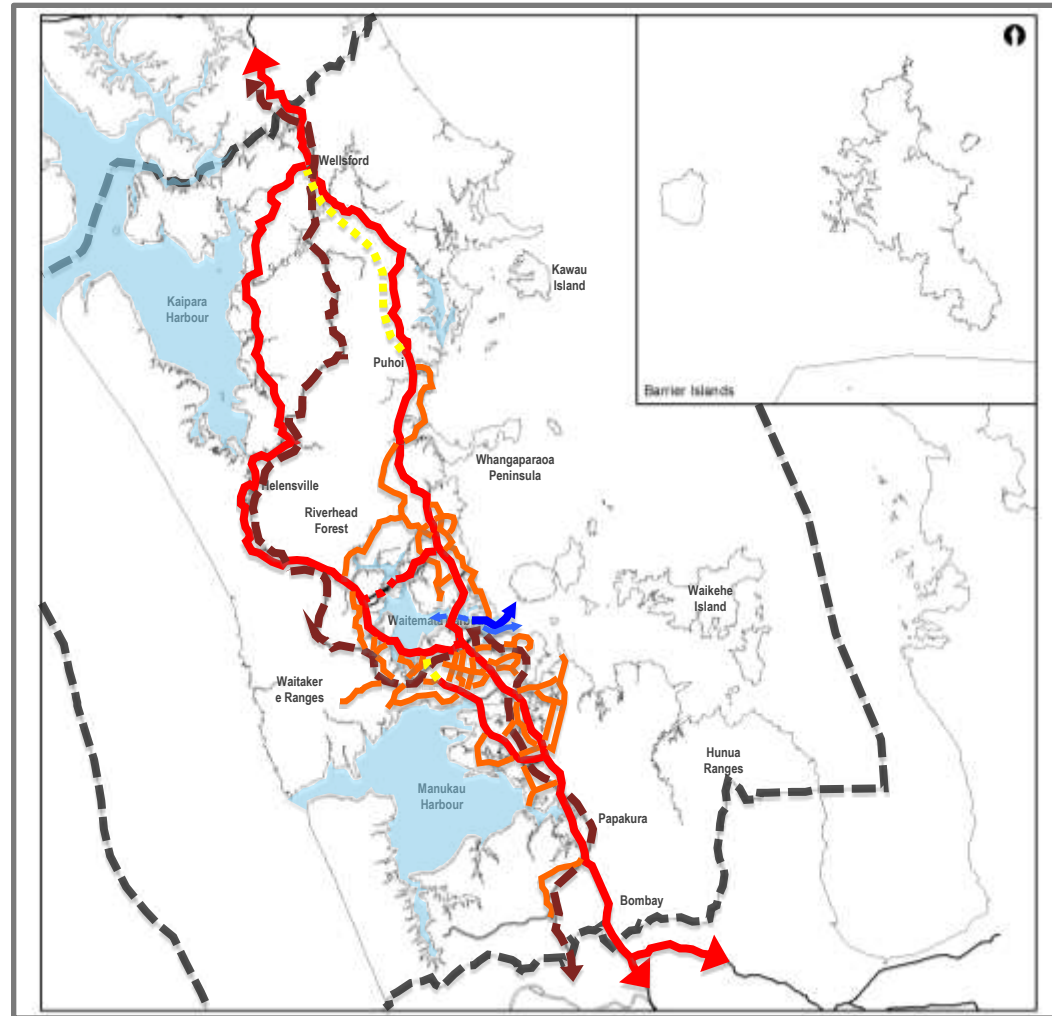 Barrier Islands
Wellsford
Kawau
Island
Kaipara
Harbour
Puhoi
Whangaparaoa
Peninsula
Helensville
Riverhead
Forest
Waikehe
Island
Waitemata
Waitaker
e Ranges
Hunua
Ranges
Manukau
Harbour
Papakura
Bombay